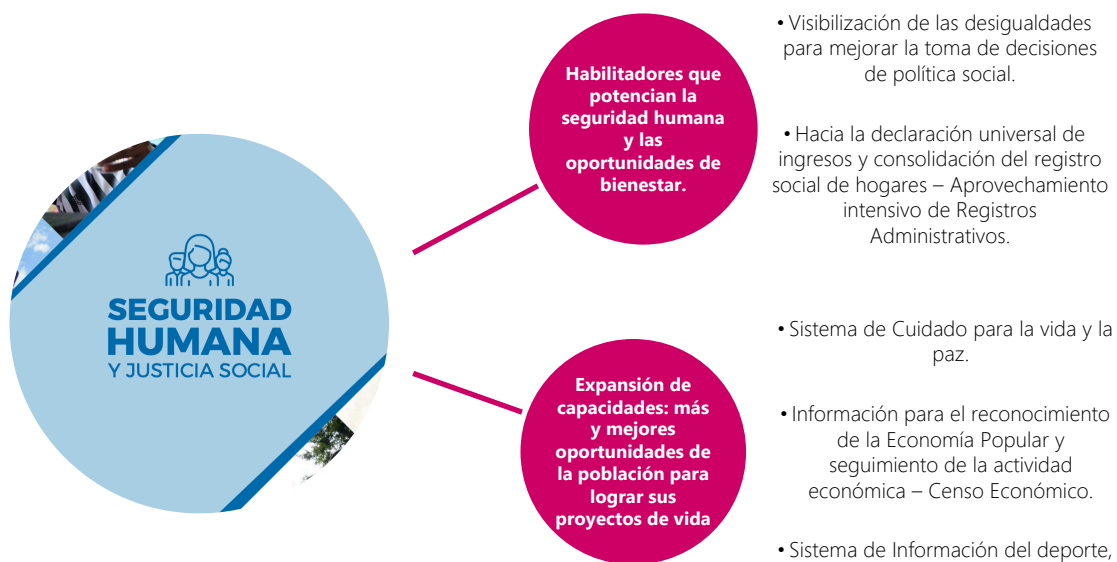 SEGURIDAD
HUMANA
Y JUSTICIA SOCIAL
Habilitadores que
potencian la
seguridad humana
y las
oportunidades de
bienestar.
• Visibilización de las desigualdades
para mejorar la toma de decisiones
de política social.
• Hacia la declaración universal de
ingresos y consolidación del registro
social de hogares – Aprovechamiento
intensivo de Registros
Administrativos.
Expansión de
capacidades: más
y mejores
oportunidades de
la población para
lograr sus
proyectos de vida
• Sistema de Cuidado para la vida y la
paz.
• Información para el reconocimiento
de la Economía Popular y
seguimiento de la actividad
económica – Censo Económico.
• Sistema de Información del deporte,